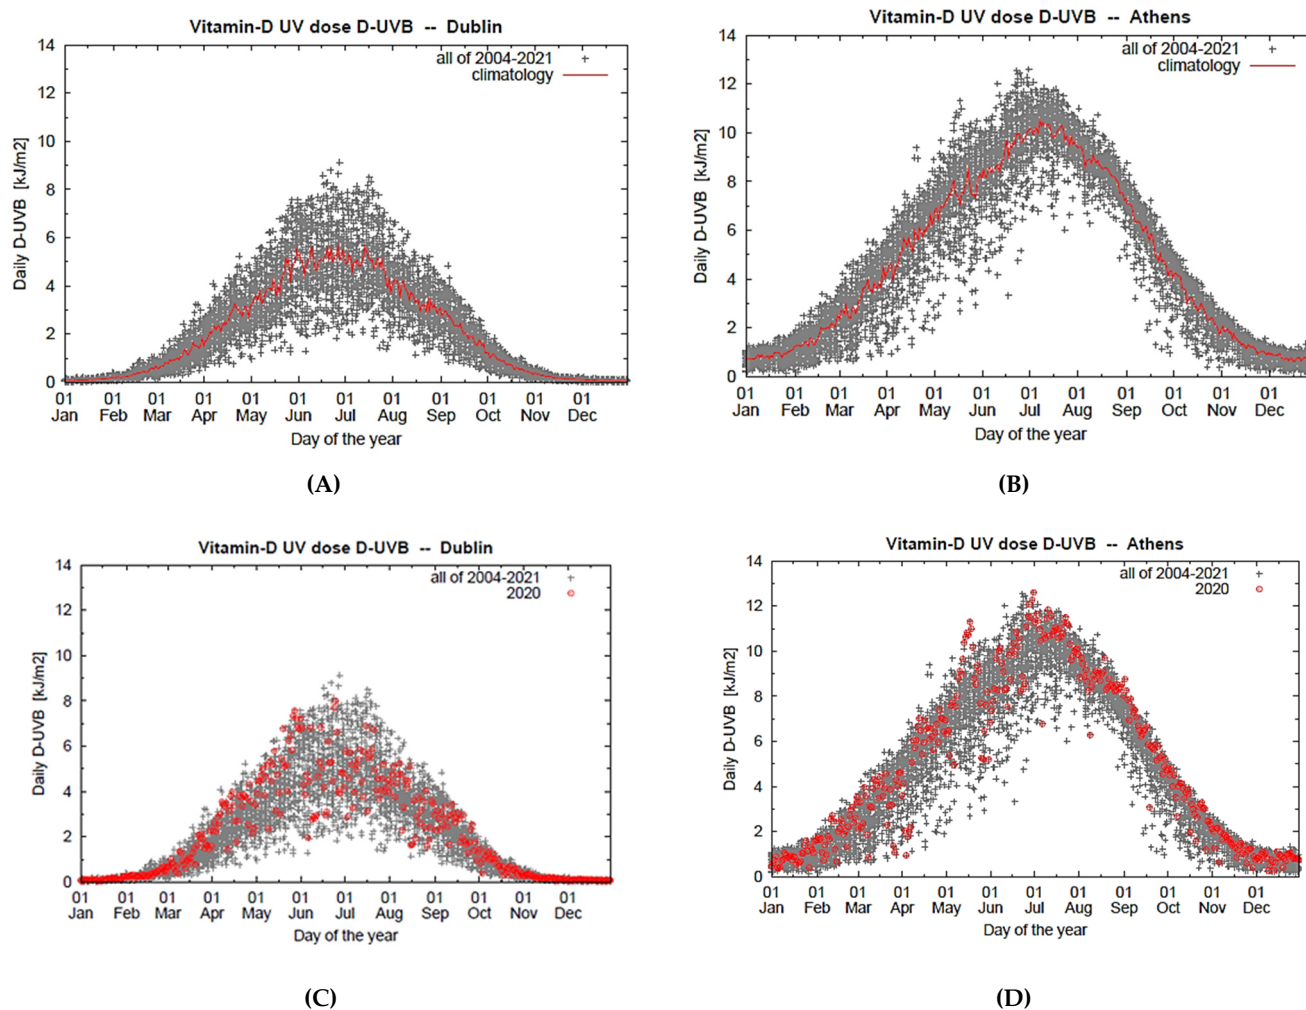 Vitamin-D UV dose D-UVB -- Dublin
all of 2004-2021
climatology
Daily D-UVB [kJ/m2]
14
12
10
8
6
4
2
0
01 01 01 01 01 01 01 01 01 01 01 01
Jan Feb Mar Apr May Jun Jul Aug Sep Oct Nov Dec
Day of the year
(A)
Vitamin-D UV dose D-UVB -- Athens
all of 2004-2021
climatology
Daily D-UVB [kJ/m2]
14
12
10
8
6
4
2
0
01 01 01 01 01 01 01 01 01 01 01 01
Jan Feb Mar Apr May Jun Jul Aug Sep Oct Nov Dec
Day of the year
(B)
Vitamin-D UV dose D-UVB -- Dublin
all of 2004-2021
2020
Daily D-UVB [kJ/m2]
14
12
10
8
6
4
2
0
01 01 01 01 01 01 01 01 01 01 01 01
Jan Feb Mar Apr May Jun Jul Aug Sep Oct Nov Dec
Day of the year
(C)
Vitamin-D UV dose D-UVB -- Athens
all of 2004-2021
2020
Daily D-UVB [kJ/m2]
14
12
10
8
6
4
2
0
01 01 01 01 01 01 01 01 01 01 01 01
Jan Feb Mar Apr May Jun Jul Aug Sep Oct Nov Dec
Day of the year
(D)